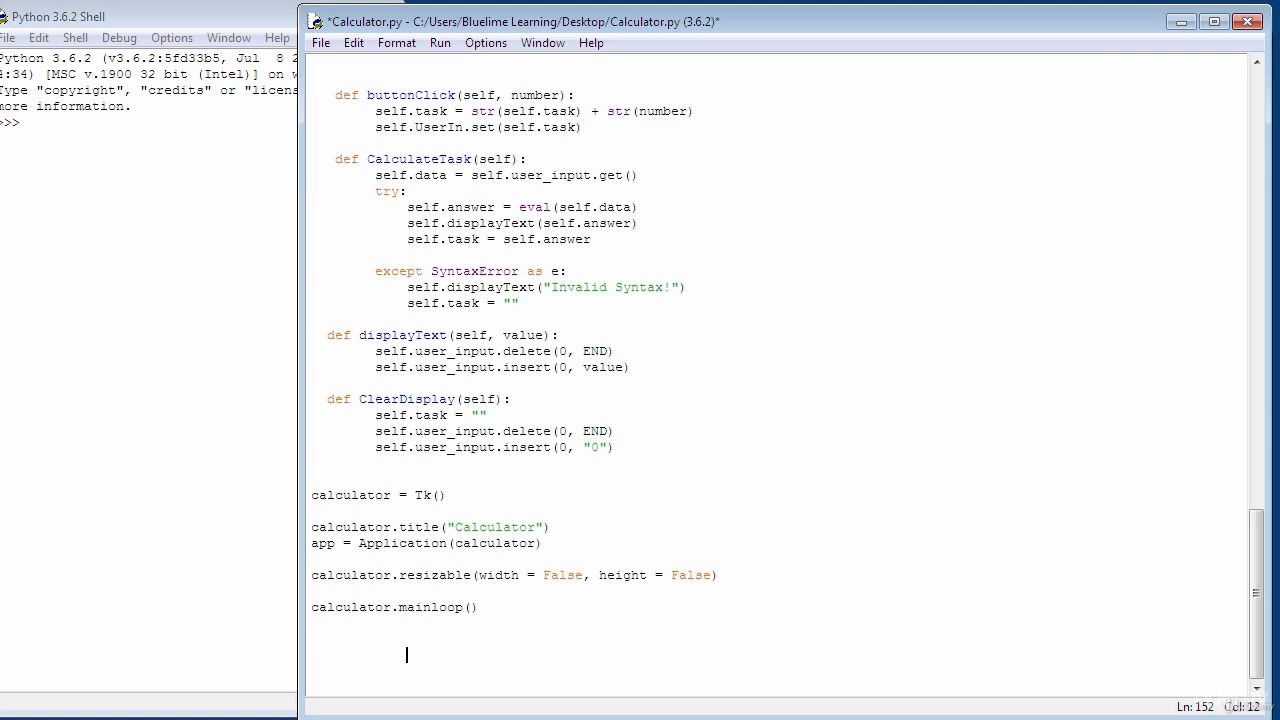 Python 3.6.2 Shell
File Edit Shell Debug Options Window Help
Python 3.6.2 (v3.6.2:5fd33b5, Jul 8 2
4:34) [MSC v.1900 32 bit (Intel)] on w
Type "copyright", "credits" or "licens
more information.
>>>
*Calculator.py - C:/Users/Bluelime Learning/Desktop/Calculator.py (3.6.2)*
File Edit Format Run Options Window Help
def buttonClick(self, number):
self.task = str(self.task) + str(number)
self.UserIn.set(self.task)
def CalculateTask(self):
self.data = self.user_input.get()
try:
self.answer = eval(self.data)
self.displayText(self.answer)
self.task = self.answer
except SyntaxError as e:
self.displayText("Invalid Syntax!")
self.task = ""
def displayText(self, value):
self.user_input.delete(0, END)
self.user_input.insert(0, value)
def ClearDisplay(self):
self.task = ""
self.user_input.delete(0, END)
self.user_input.insert(0, "0")
calculator = Tk()
calculator.title("Calculator")
app = Application(calculator)
calculator.resizable(width = False, height = False)
calculator.mainloop()
Ln: 152 Col: 12